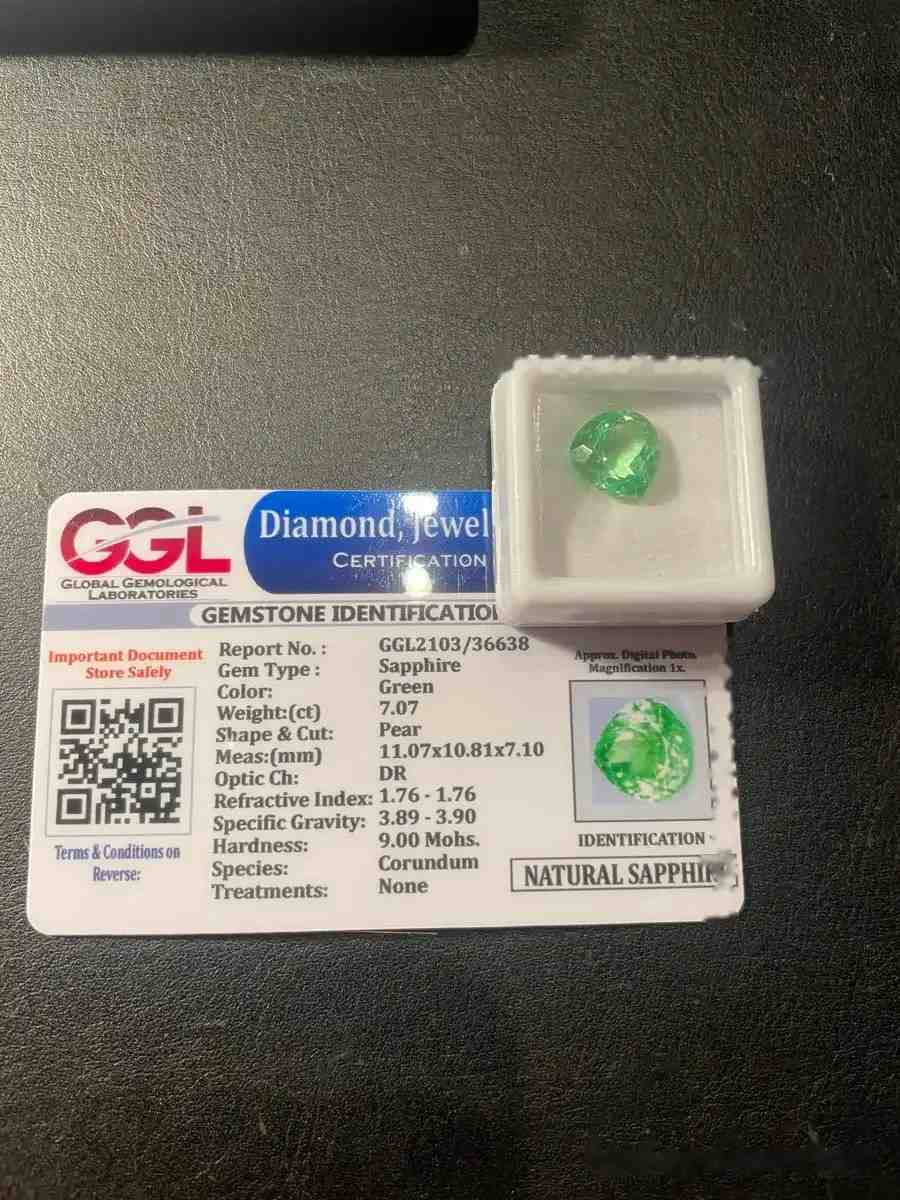 GGL
GLOBAL GEMOLOGICAL
LABORATORIES
Diamond, Jewel
CERTIFICATION
GEMSTONE IDENTIFICATION
Important Document
Store Safely
Terms & Conditions on
Reverse:
Report No. : GGL2103/36638
Gem Type : Sapphire
Color: Green
Weight:(ct) 7.07
Shape & Cut: Pear
Meas:(mm) 11.07x10.81x7.10
Optic Ch: DR
Refractive Index: 1.76 - 1.76
Specific Gravity: 3.89 - 3.90
Hardness: 9.00 Mohs.
Species: Corundum
Treatments: None
Approx. Digital Photo.
Magnification 1x.
IDENTIFICATION
NATURAL SAPPHIR